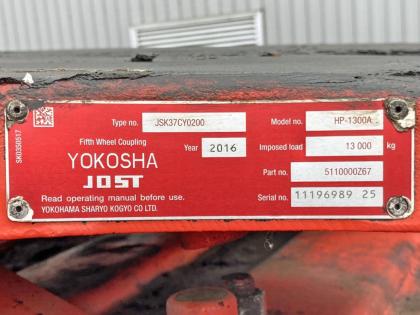 SK0350517
Type no. JSK37CY0200 Model no. HP-1300A
Fifth Wheel Coupling Year 2016 Imposed load 13 000 kg
YOKOSHA
JOST
Part no. 5110000Z67
Read operating manual before use. Serial no. 11196989 25
YOKOHAMA SHARYO KOGYO CO LTD.